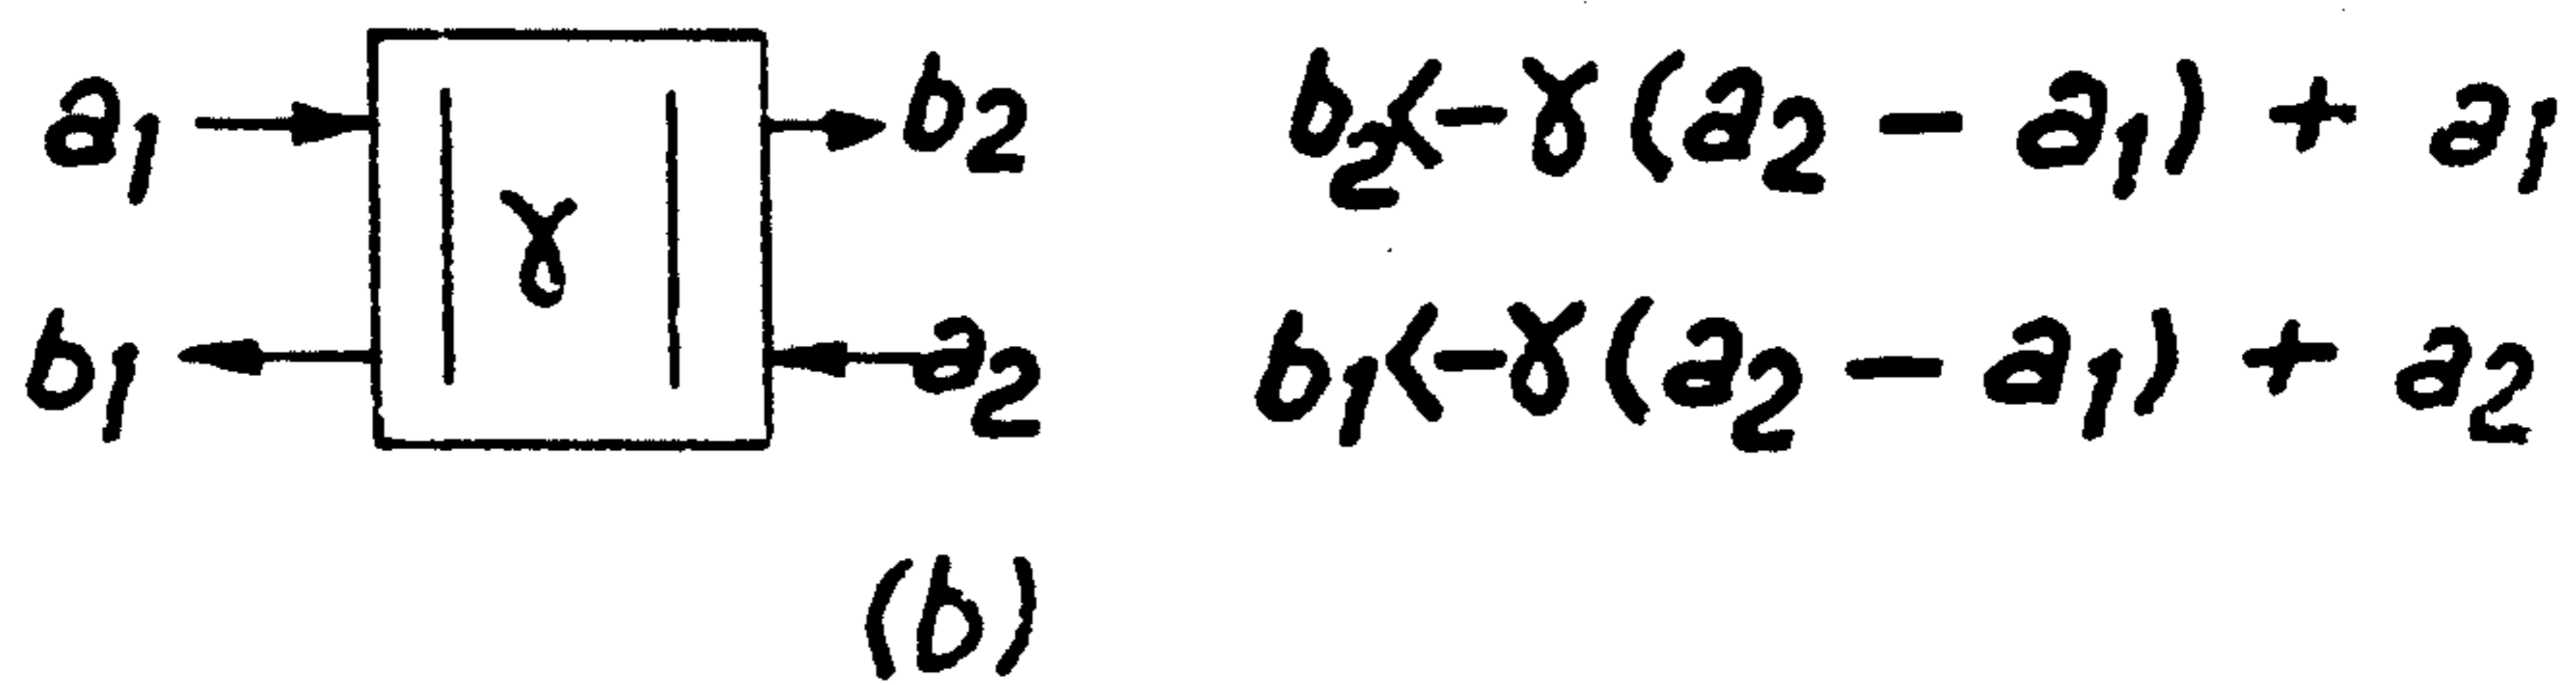 a1 b2 b2<-γ(a2 - a1) + a1
γ
b1 a2 b1<-γ(a2 - a1) + a2
(b)